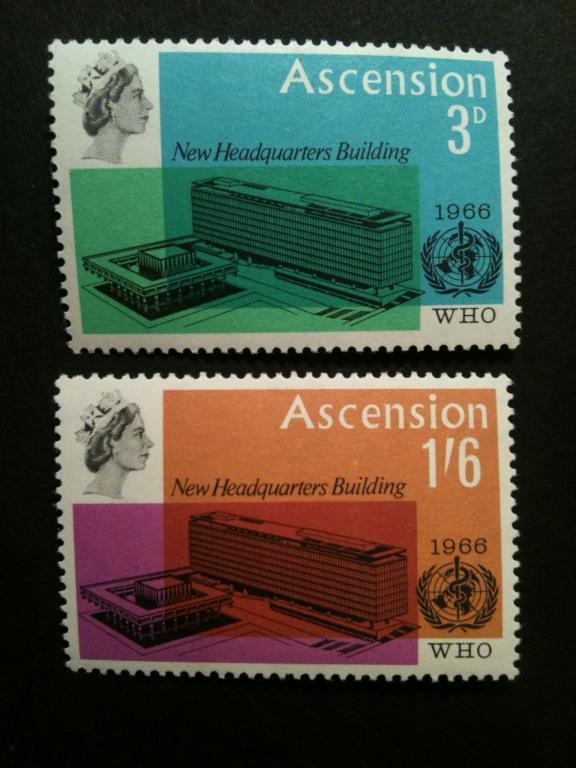 Ascension
3D
New Headquarters Building
1966
WHO
Ascension
1'6
New Headquarters Building
1966
WHO